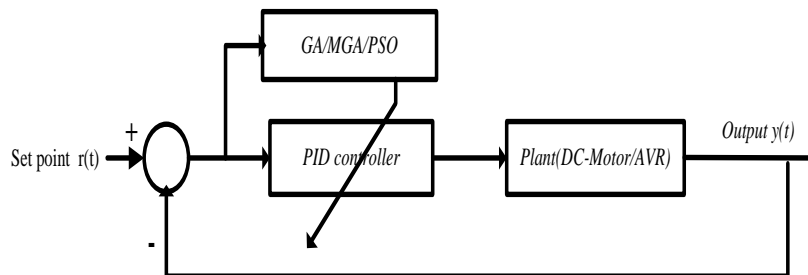 GA/MGA/PSO
Output y(t)
+
Set point r(t)
PID controller
Plant(DC-Motor/AVR)
-